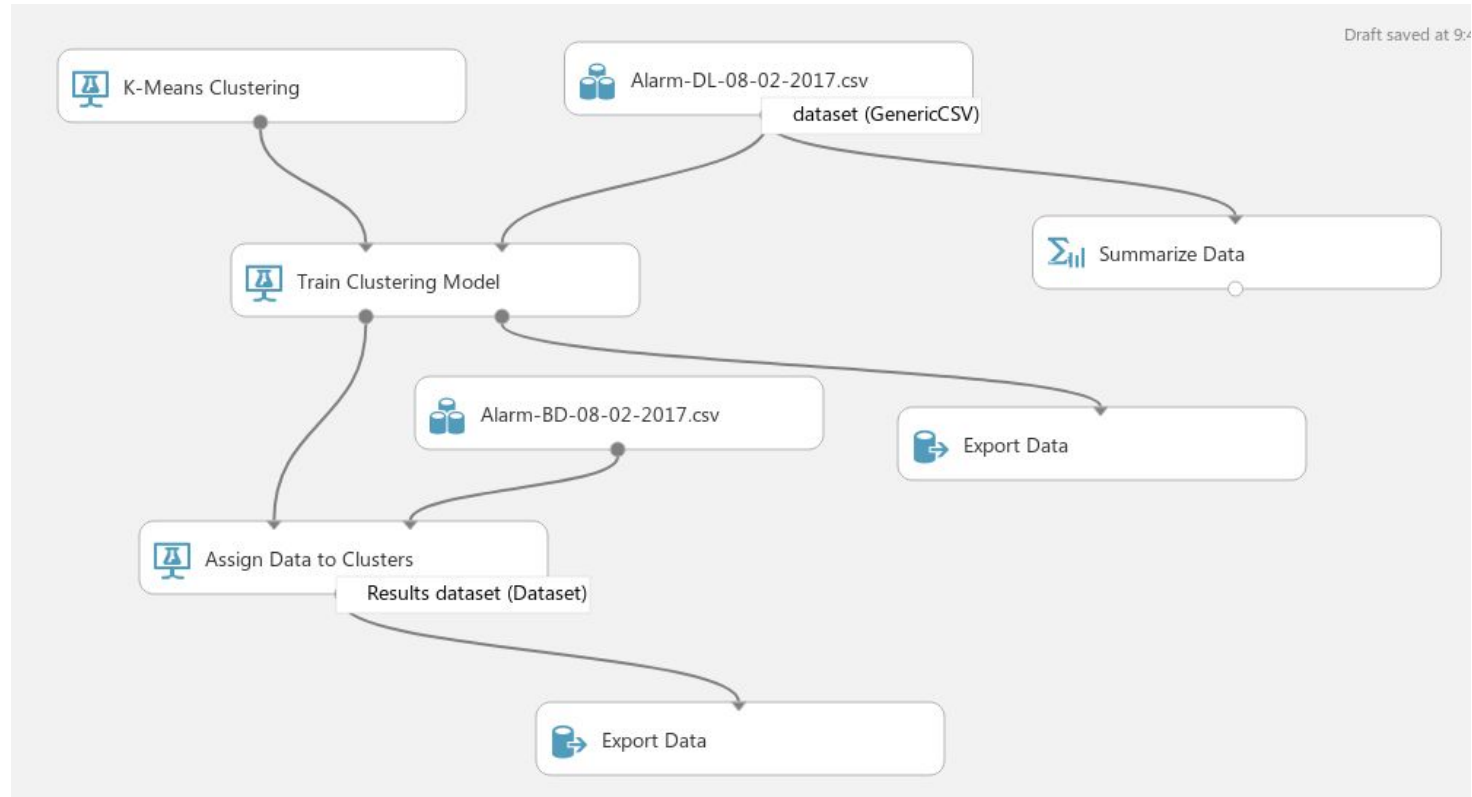 Draft saved at 9:4
K-Means Clustering
Alarm-DL-08-02-2017.csv
dataset (GenericCSV)
Summarize Data
Train Clustering Model
Alarm-BD-08-02-2017.csv
Export Data
Assign Data to Clusters
Results dataset (Dataset)
Export Data